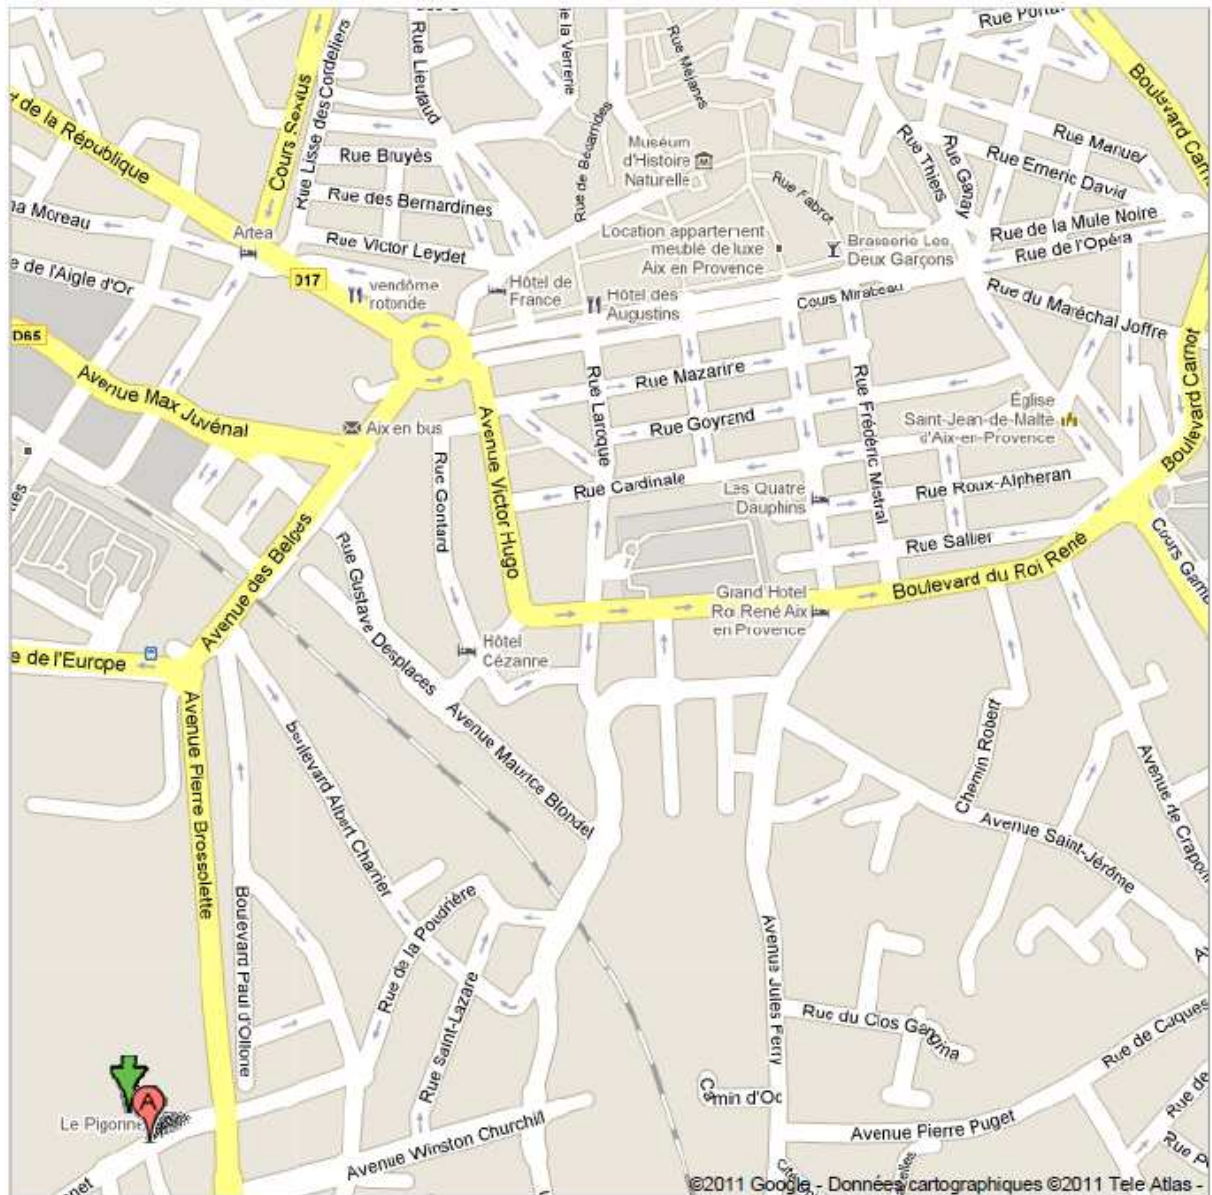 Rue Lieutaud
Rue Mejanes
Boulevard
Cours Sextius
Rue Lisse des Cordeliers
de la République
Rue Bruyès
Rue des Bernardines
Rue Victor Leydet
Rue de Bédarrides
de la Verrerie
Muséum
d'Histoire
Naturelle
Rue Fabrot
Rue Thiers
Rue Ganay
Rue Manuel
Rue Emeric David
Rue de la Mule Noire
Rue de l'Opéra
Moreau
Artea
e de l'Aigle d'Or
D17
vendôme
rotonde
Hôtel de
France
Location appartement
meublé de luxe
Aix en Provence
Hôtel des
Augustins
Brasserie Les
Deux Garçons
Cours Mirabeau
Rue du Maréchal Joffre
Boulevard Carnot
D65
Avenue Max Juvénal
Aix en bus
Rue Mazarine
Rue Goyrand
Rue Cardinale
Rue Laroque
Rue Frédéric Mistral
Église
Saint-Jean-de-Malte
d'Aix-en-Provence
Les Quatre
Dauphins
Rue Roux-Alpheran
Rue Sallier
Avenue Victor Hugo
Rue Gontard
Avenue des Belges
Rue Gustave Desplaces
Grand Hotel
Roi René Aix
en Provence
Boulevard du Roi René
Cours Gamb
e de l'Europe
Hôtel
Cézanne
Avenue Pierre Brossolette
Boulevard Albert Charrier
Avenue Maurice Blondel
Chemin Robert
Avenue Saint-Jérôme
Avenue de Crapon
Boulevard Paul d'Ollone
Rue de la Poudrière
Rue Saint-Lazare
Avenue Jules Ferry
Rue du Clos Gangma
Rue de Caques
Rue de
Le Pigonne
A
Avenue Winston Churchill
Avenue Pierre Puget
©2011 Google - Données cartographiques ©2011 Tele Atlas -